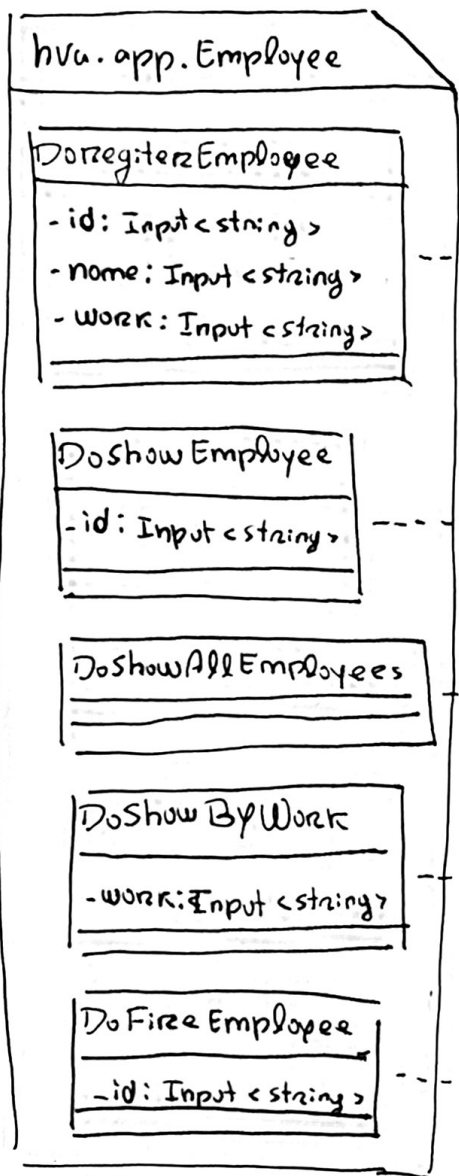 hva.app.Employee
DoregiterEmployee
- id: Input<string>
- nome: Input<string>
- work: Input<string>
DoShowEmployee
- id: Input<string>
DoShowAllEmployees
DoShowByWork
- work: Input<string>
DoFireEmployee
- id: Input<string>